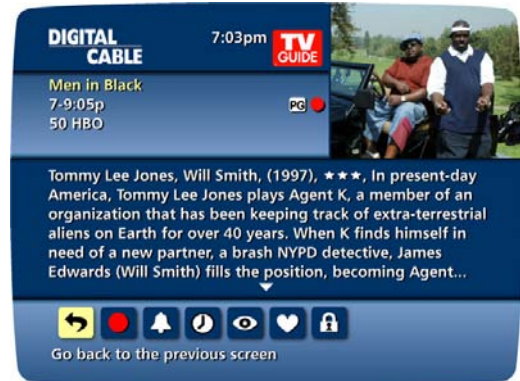 DIGITAL
CABLE
7:03pm
TV
GUIDE
Men in Black
7-9:05p
PG
50 HBO
Tommy Lee Jones, Will Smith, (1997), ★★★, In present-day
America, Tommy Lee Jones plays Agent K, a member of an
organization that has been keeping track of extra-terrestrial
aliens on Earth for over 40 years. When K finds himself in
need of a new partner, a brash NYPD detective, James
Edwards (Will Smith) fills the position, becoming Agent...
Go back to the previous screen